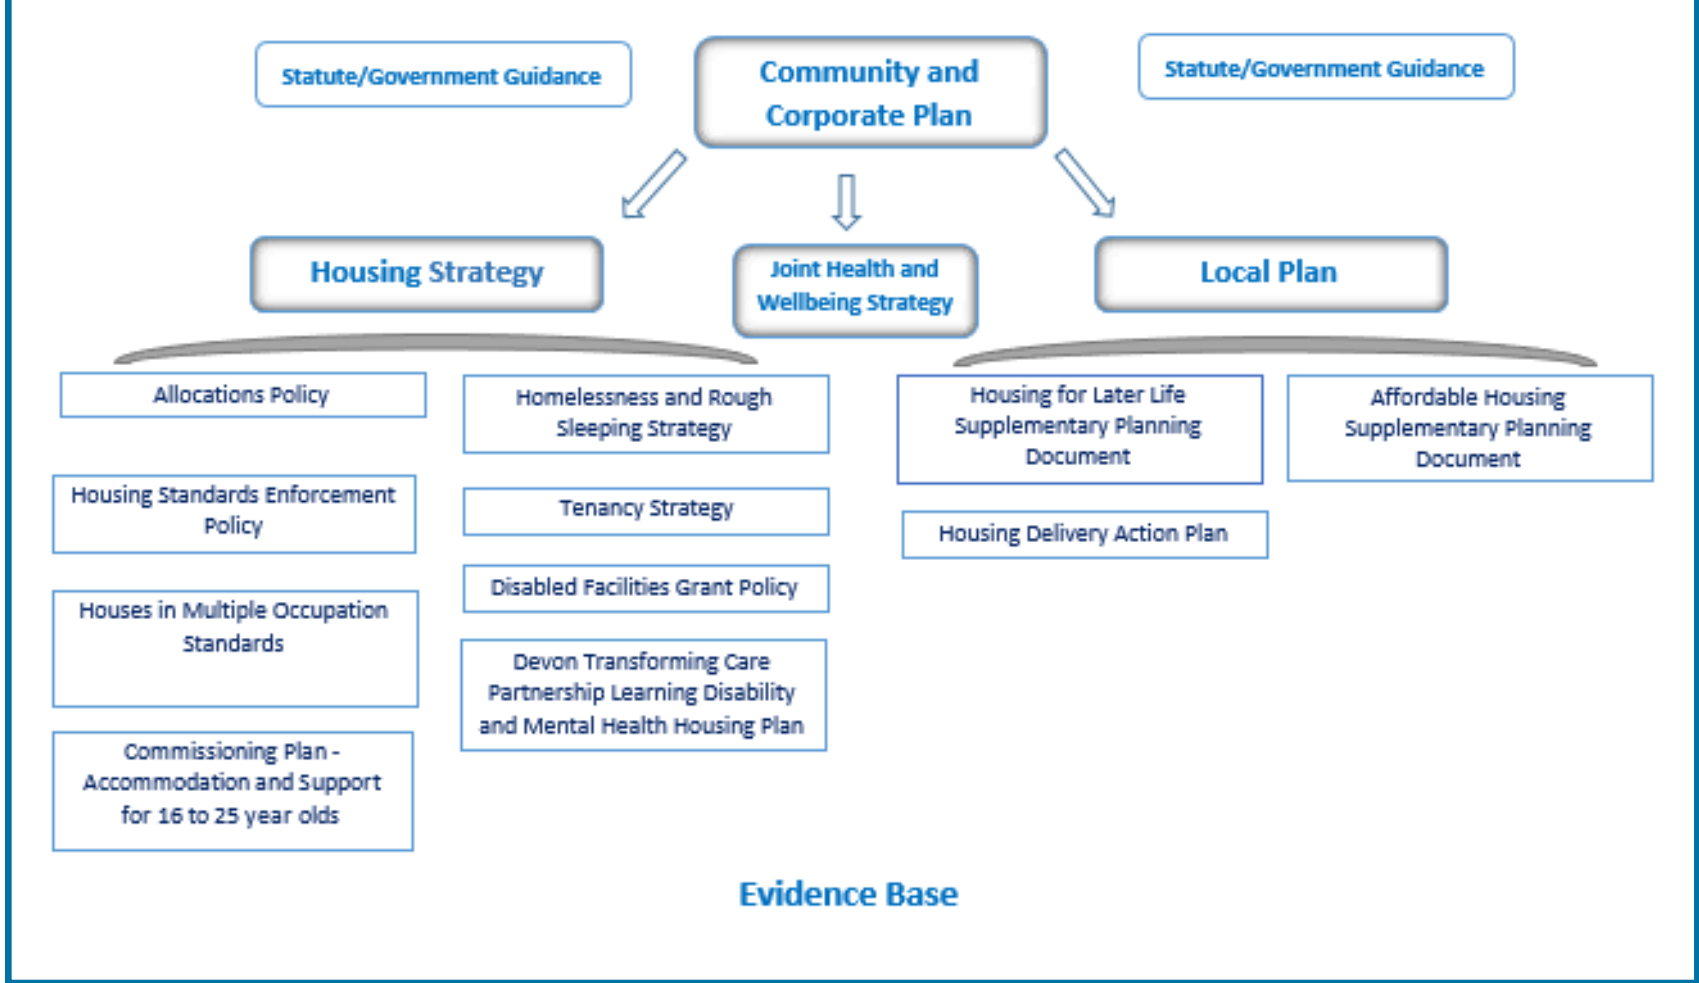 Statute/Government Guidance
Community and
Corporate Plan
Statute/Government Guidance
Housing Strategy
Joint Health and
Wellbeing Strategy
Local Plan
Allocations Policy
Housing Standards Enforcement
Policy
Houses in Multiple Occupation
Standards
Commissioning Plan -
Accommodation and Support
for 16 to 25 year olds
Homelessness and Rough
Sleeping Strategy
Tenancy Strategy
Disabled Facilities Grant Policy
Devon Transforming Care
Partnership Learning Disability
and Mental Health Housing Plan
Housing for Later Life
Supplementary Planning
Document
Housing Delivery Action Plan
Affordable Housing
Supplementary Planning
Document
Evidence Base